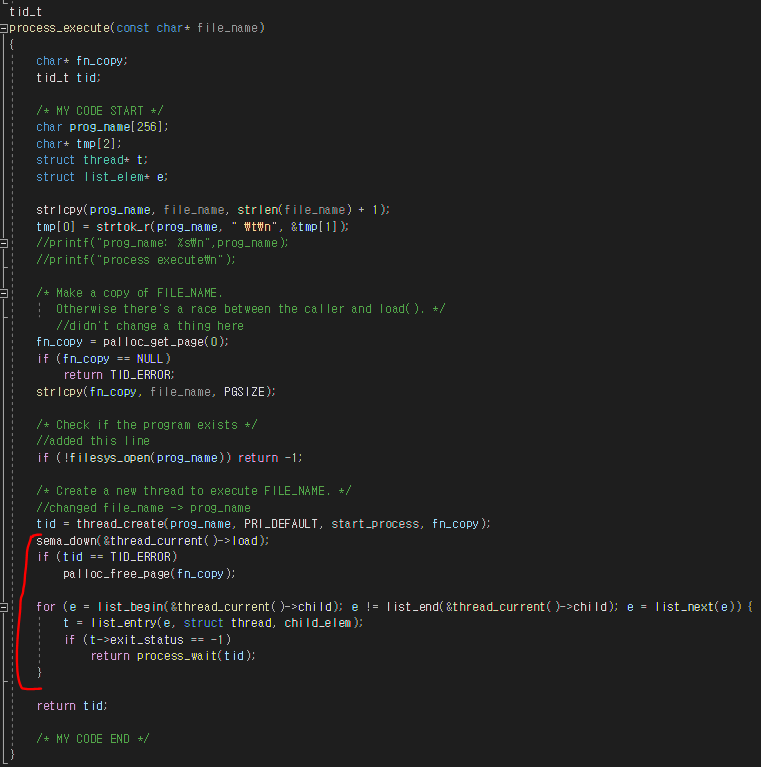 tid_t
process_execute(const char* file_name)
{
char* fn_copy;
tid_t tid;
/* MY CODE START */
char prog_name[256];
char* tmp[2];
struct thread* t;
struct list_elem* e;
strlcpy(prog_name, file_name, strlen(file_name) + 1);
tmp[0] = strtok_r(prog_name, " ₩t₩n", &tmp[1]);
//printf("prog_name: %s₩n",prog_name);
//printf("process execute₩n");
/* Make a copy of FILE_NAME.
Otherwise there's a race between the caller and load(). */
//didn't change a thing here
fn_copy = palloc_get_page(0);
if (fn_copy == NULL)
return TID_ERROR;
strlcpy(fn_copy, file_name, PGSIZE);
/* Check if the program exists */
//added this line
if (!filesys_open(prog_name)) return -1;
/* Create a new thread to execute FILE_NAME. */
//changed file_name -> prog_name
tid = thread_create(prog_name, PRI_DEFAULT, start_process, fn_copy);
sema_down(&thread_current()->load);
if (tid == TID_ERROR)
palloc_free_page(fn_copy);
for (e = list_begin(&thread_current()->child); e != list_end(&thread_current()->child); e = list_next(e)) {
t = list_entry(e, struct thread, child_elem);
if (t->exit_status == -1)
return process_wait(tid);
}
return tid;
/* MY CODE END */
}